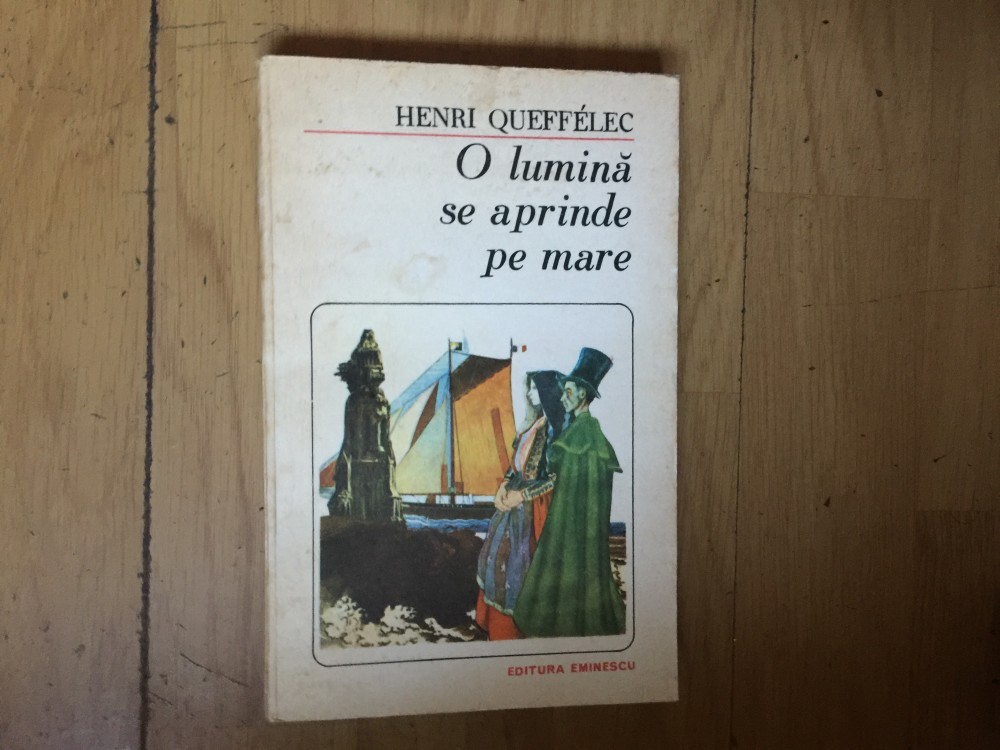 HENRI QUEFFÉLEC
O lumină
se aprinde
pe mare
EDITURA EMINESCU